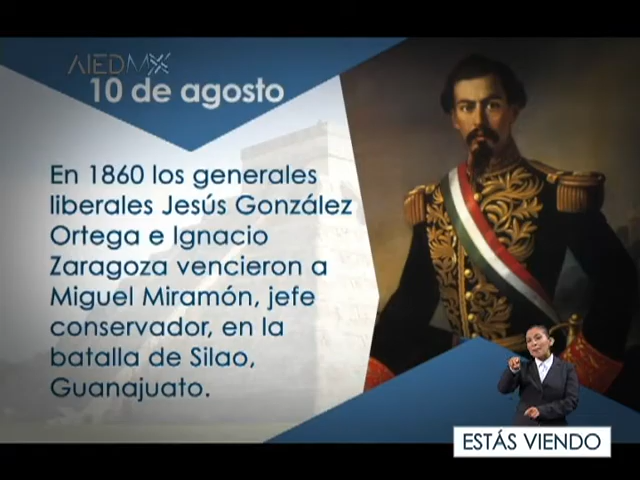 AIEDMX
10 de agosto
En 1860 los generales
liberales Jesús González
Ortega e Ignacio
Zaragoza vencieron a
Miguel Miramón, jefe
conservador, en la
batalla de Silao,
Guanajuato.
ESTÁS VIENDO